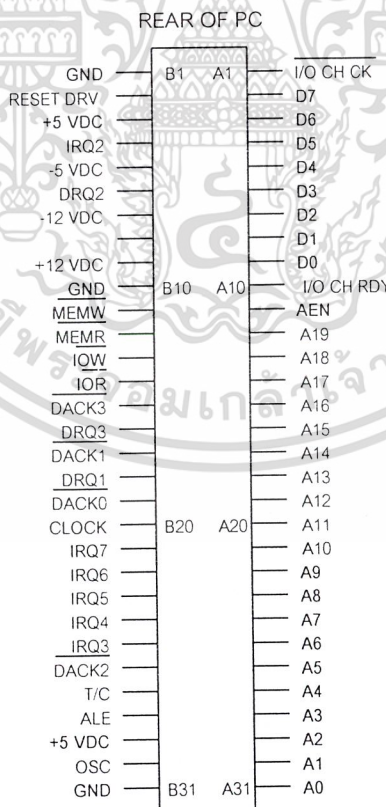 REAR OF PC
GND B1 A1 I/O CH CK
RESET DRV D7
+5 VDC D6
IRQ2 D5
-5 VDC D4
DRQ2 D3
-12 VDC D2
D1
+12 VDC D0
GND B10 A10 I/O CH RDY
MEMW AEN
MEMR A19
IOW A18
IOR A17
DACK3 A16
DRQ3 A15
DACK1 A14
DRQ1 A13
DACK0 A12
CLOCK B20 A20 A11
IRQ7 A10
IRQ6 A9
IRQ5 A8
IRQ4 A7
IRQ3 A6
DACK2 A5
T/C A4
ALE A3
+5 VDC A2
OSC A1
GND B31 A31 A0